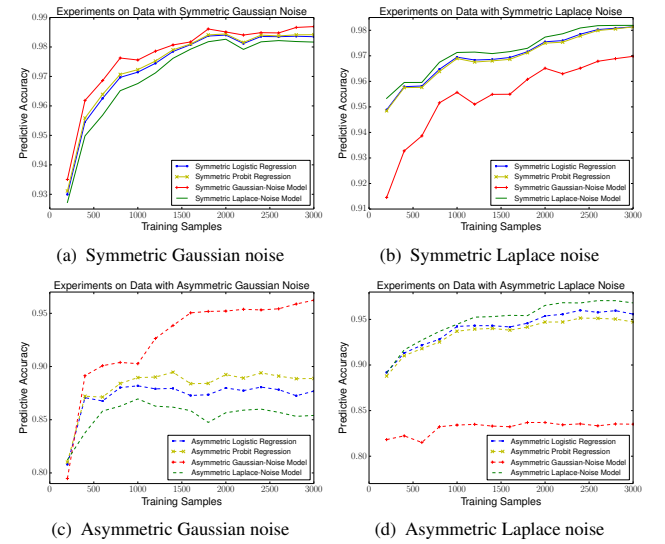 Experiments on Data with Symmetric Gaussian Noise
0.99
0.98
0.97
0.96
0.95
0.94
0.93
Predictive Accuracy
Symmetric Logistic Regression
Symmetric Probit Regression
Symmetric Gaussian-Noise Model
Symmetric Laplace-Noise Model
0 500 1000 1500 2000 2500 3000
Training Samples
(a) Symmetric Gaussian noise
Experiments on Data with Symmetric Laplace Noise
0.98
0.97
0.96
0.95
0.94
0.93
0.92
0.91
Predictive Accuracy
Symmetric Logistic Regression
Symmetric Probit Regression
Symmetric Gaussian-Noise Model
Symmetric Laplace-Noise Model
0 500 1000 1500 2000 2500 3000
Training Samples
(b) Symmetric Laplace noise
Experiments on Data with Asymmetric Gaussian Noise
0.95
0.90
0.85
0.80
Predictive Accuracy
Asymmetric Logistic Regression
Asymmetric Probit Regression
Asymmetric Gaussian-Noise Model
Asymmetric Laplace-Noise Model
0 500 1000 1500 2000 2500 3000
Training Samples
(c) Asymmetric Gaussian noise
Experiments on Data with Asymmetric Laplace Noise
0.95
0.90
0.85
0.80
Predictive Accuracy
Asymmetric Logistic Regression
Asymmetric Probit Regression
Asymmetric Gaussian-Noise Model
Asymmetric Laplace-Noise Model
0 500 1000 1500 2000 2500 3000
Training Samples
(d) Asymmetric Laplace noise